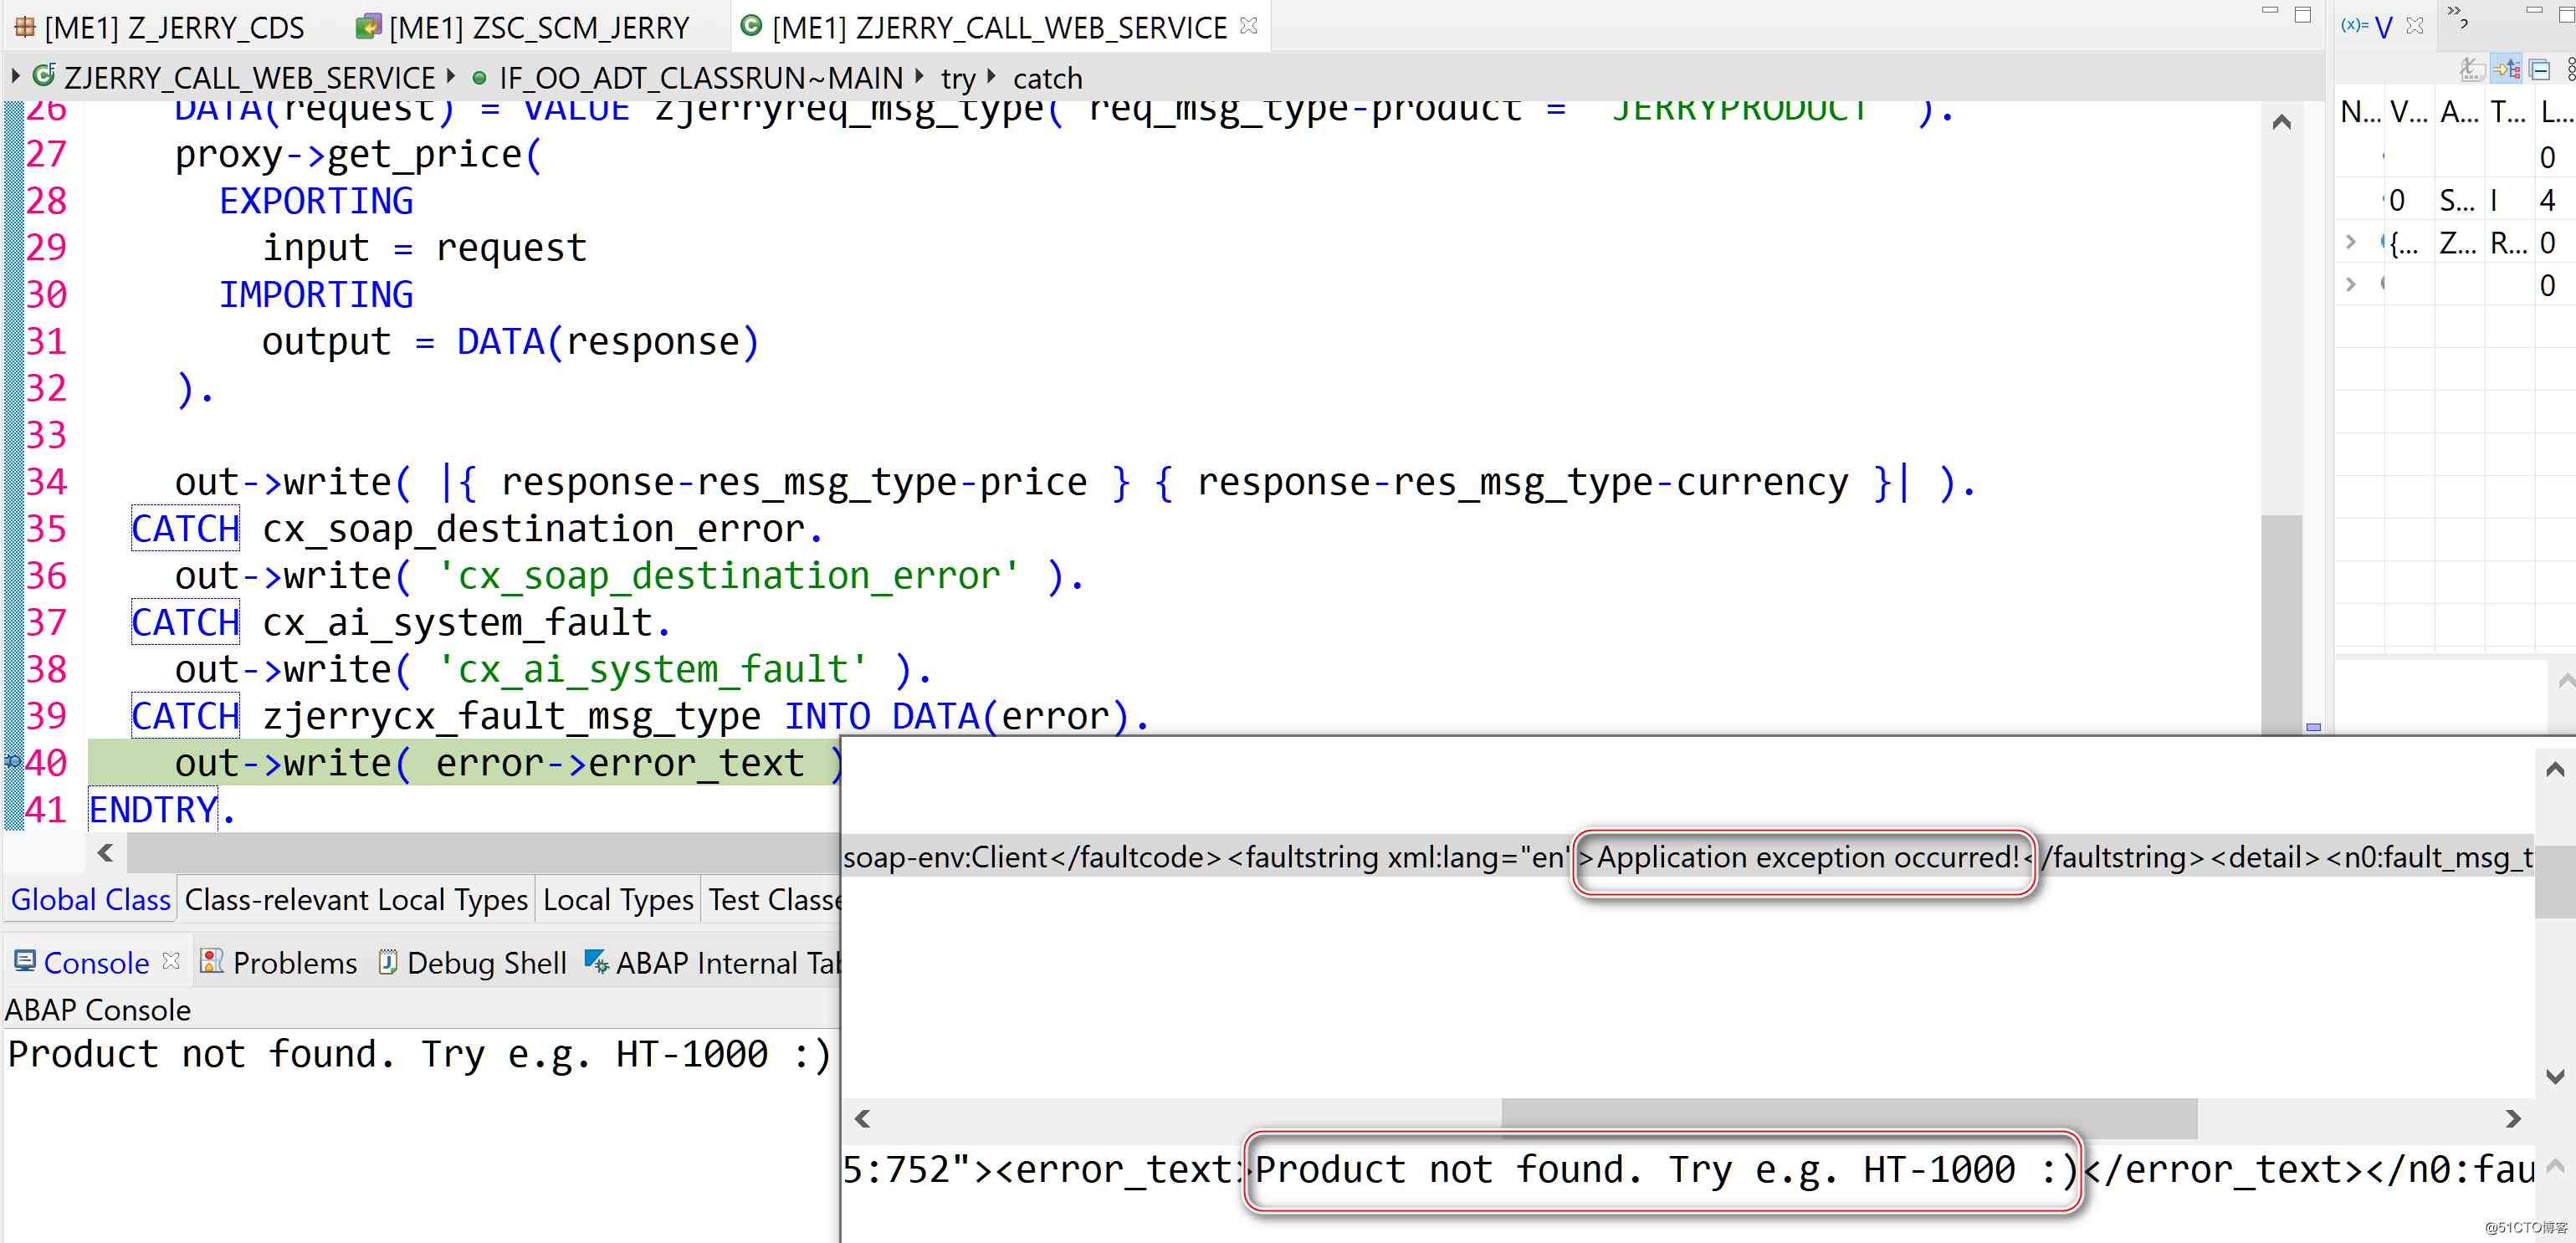 [ME1] Z_JERRY_CDS
[ME1] ZSC_SCM_JERRY
[ME1] ZJERRY_CALL_WEB_SERVICE
ZJERRY_CALL_WEB_SERVICE
IF_OO_ADT_CLASSRUN~MAIN
try
catch
26 DATA(request) = VALUE zjerryreq_msg_type( req_msg_type-product = 'JERRYPRODUCT' ).
27 proxy->get_price(
28 EXPORTING
29 input = request
30 IMPORTING
31 output = DATA(response)
32 ).
33
34 out->write( |{ response-res_msg_type-price } { response-res_msg_type-currency }| ).
35 CATCH cx_soap_destination_error.
36 out->write( 'cx_soap_destination_error' ).
37 CATCH cx_ai_system_fault.
38 out->write( 'cx_ai_system_fault' ).
39 CATCH zjerrycx_fault_msg_type INTO DATA(error).
40 out->write( error->error_text )
41 ENDTRY.
Global Class
Class-relevant Local Types
Local Types
Test Classe
Console
Problems
Debug Shell
ABAP Internal Tab
ABAP Console
Product not found. Try e.g. HT-1000 :)
soap-env:Client</faultcode><faultstring xml:lang="en">Application exception occurred!</faultstring><detail><n0:fault_msg_t
5:752"><error_text>Product not found. Try e.g. HT-1000 :)</error_text></n0:fau
(x)= V
N... V... A... T... L...
0
0 S... I 4
{... Z... R... 0
0
@51CTO博客